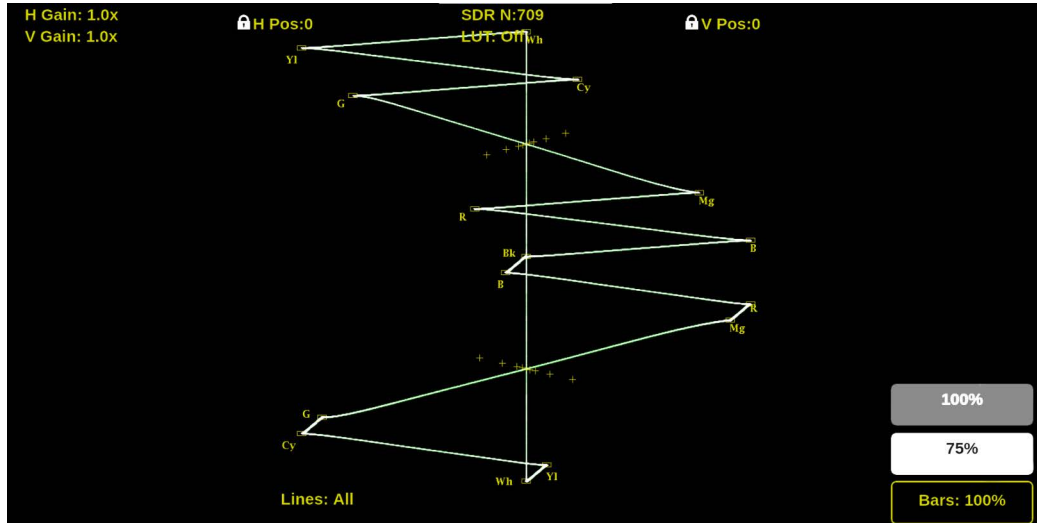 H Gain: 1.0x
V Gain: 1.0x
H Pos:0
SDR N:709
LUT: Off
V Pos:0
Wh
Yl
Cy
G
Mg
R
B
Bk
B
R
Mg
G
Cy
Yl
Wh
Lines: All
100%
75%
Bars: 100%